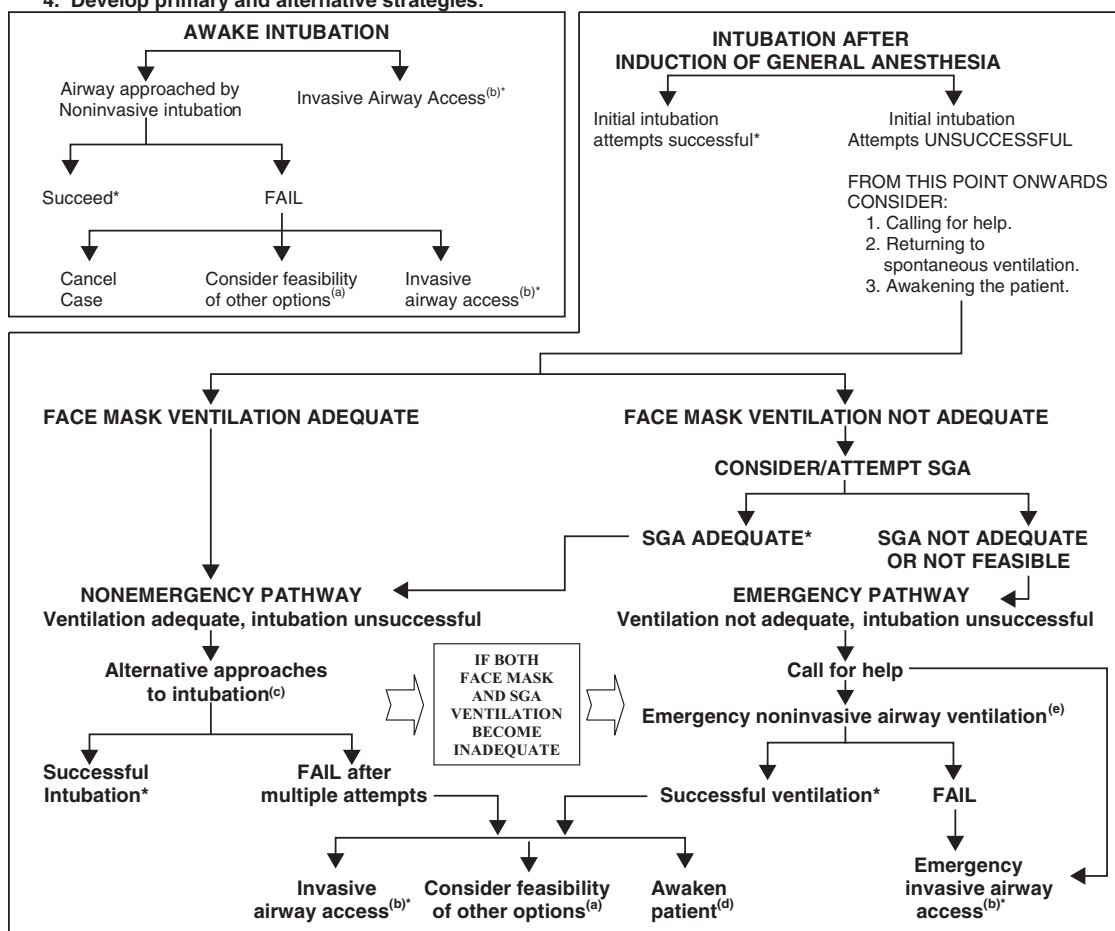 4. Develop primary and alternative strategies:
AWAKE INTUBATION
Airway approached by
Noninvasive intubation
Invasive Airway Access(b)*
Succeed*
FAIL
Cancel
Case
Consider feasibility
of other options(a)
Invasive
airway access(b)*
INTUBATION AFTER
INDUCTION OF GENERAL ANESTHESIA
Initial intubation
attempts successful*
Initial intubation
Attempts UNSUCCESSFUL
FROM THIS POINT ONWARDS
CONSIDER:
1. Calling for help.
2. Returning to
spontaneous ventilation.
3. Awakening the patient.
FACE MASK VENTILATION ADEQUATE
FACE MASK VENTILATION NOT ADEQUATE
CONSIDER/ATTEMPT SGA
SGA ADEQUATE*
SGA NOT ADEQUATE
OR NOT FEASIBLE
NONEMERGENCY PATHWAY
Ventilation adequate, intubation unsuccessful
EMERGENCY PATHWAY
Ventilation not adequate, intubation unsuccessful
Alternative approaches
to intubation(c)
IF BOTH
FACE MASK
AND SGA
VENTILATION
BECOME
INADEQUATE
Call for help
Emergency noninvasive airway ventilation(e)
Successful
Intubation*
FAIL after
multiple attempts
Successful ventilation*
FAIL
Invasive
airway access(b)*
Consider feasibility
of other options(a)
Awaken
patient(d)
Emergency
invasive airway
access(b)*